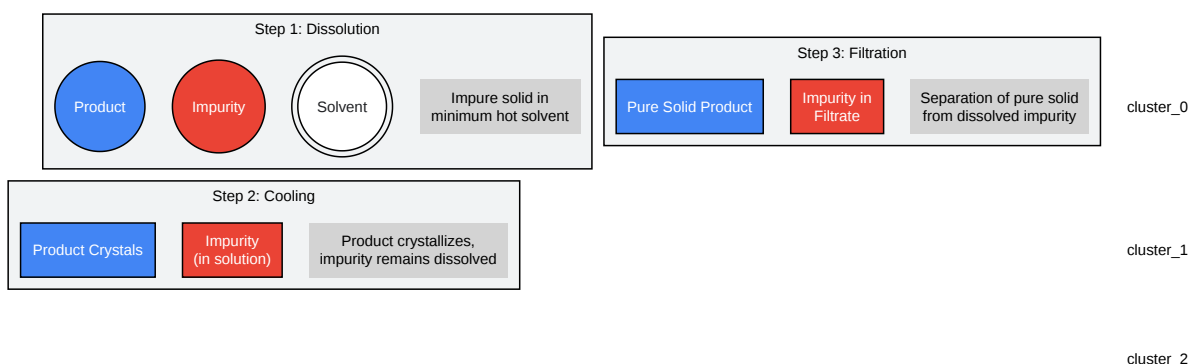 Step 1: Dissolution
Product
Impurity
Solvent
Impure solid in
minimum hot solvent
Step 3: Filtration
Pure Solid Product
Impurity in
Filtrate
Separation of pure solid
from dissolved impurity
cluster_0
Step 2: Cooling
Product Crystals
Impurity
(in solution)
Product crystallizes,
impurity remains dissolved
cluster_1
cluster_2